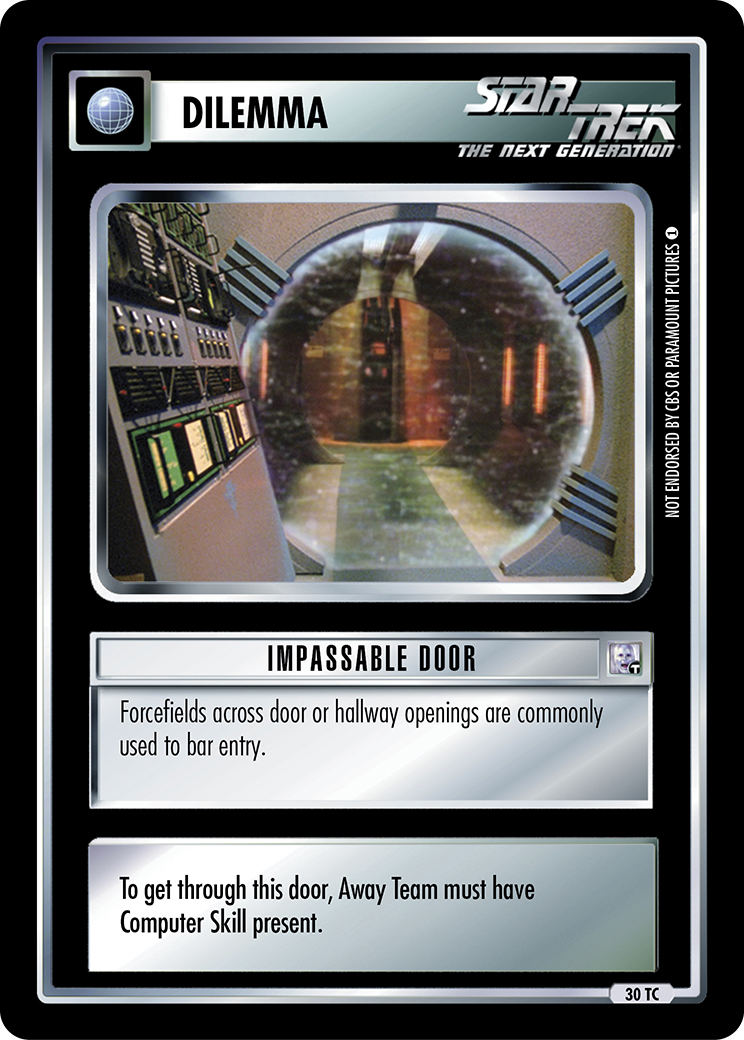 DILEMMA
STAR TREK
THE NEXT GENERATION
NOT ENDORSED BY CBS OR PARAMOUNT PICTURES 1
IMPASSABLE DOOR
T
Forcefields across door or hallway openings are commonly
used to bar entry.
To get through this door, Away Team must have
Computer Skill present.
30 TC